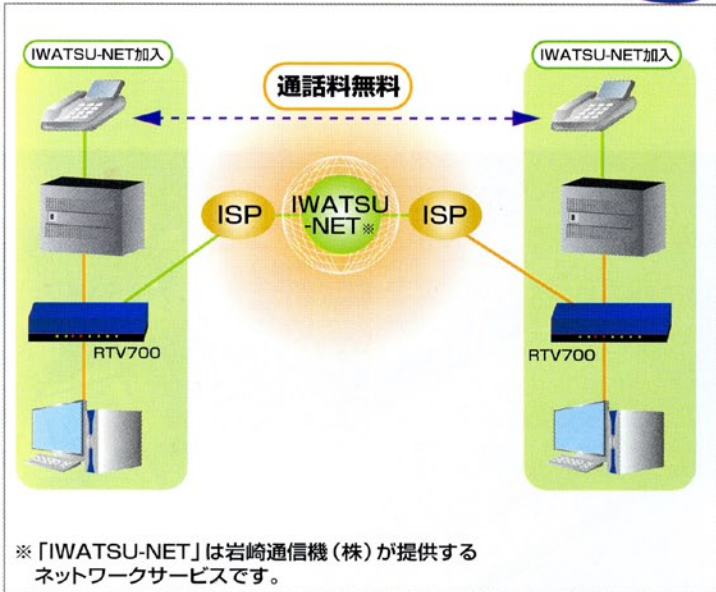 IWATSU-NET加入
IWATSU-NET加入
通話料無料
ISP
IWATSU
-NET※
ISP
RTV700
RTV700
※「IWATSU-NET」は岩崎通信機(株)が提供する
ネットワークサービスです。